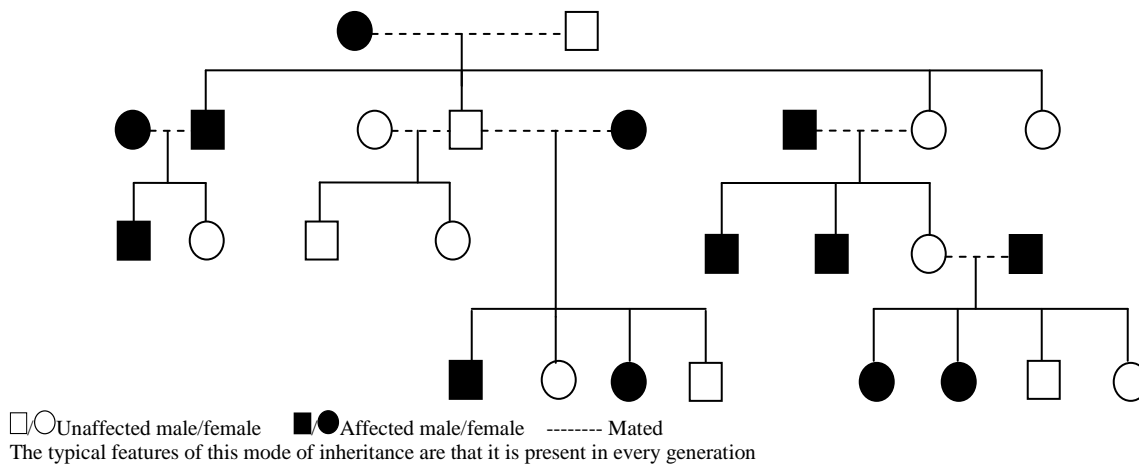 □/○Unaffected male/female ■/●Affected male/female -------- Mated
The typical features of this mode of inheritance are that it is present in every generation